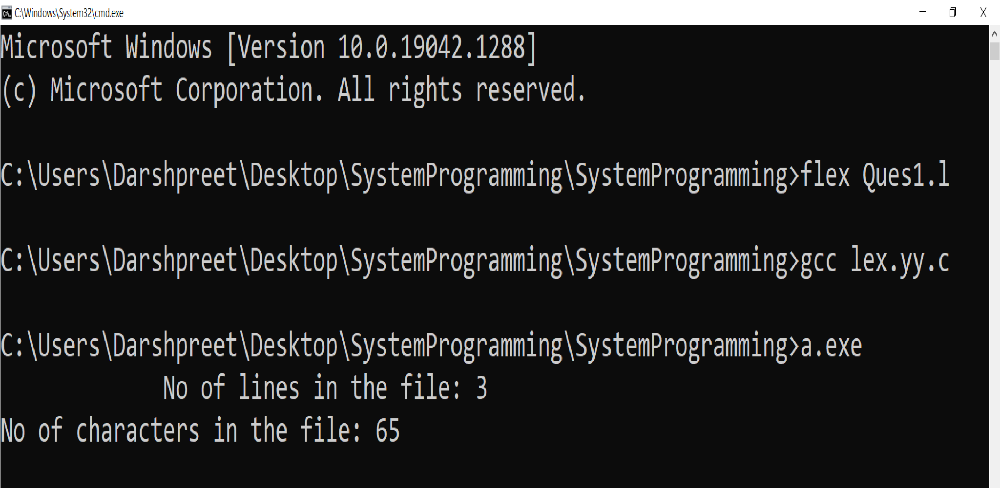 C:\Windows\System32\cmd.exe
Microsoft Windows [Version 10.0.19042.1288]
(c) Microsoft Corporation. All rights reserved.
C:\Users\Darshpreet\Desktop\SystemProgramming\SystemProgramming>flex Ques1.l
C:\Users\Darshpreet\Desktop\SystemProgramming\SystemProgramming>gcc lex.yy.c
C:\Users\Darshpreet\Desktop\SystemProgramming\SystemProgramming>a.exe
No of lines in the file: 3
No of characters in the file: 65